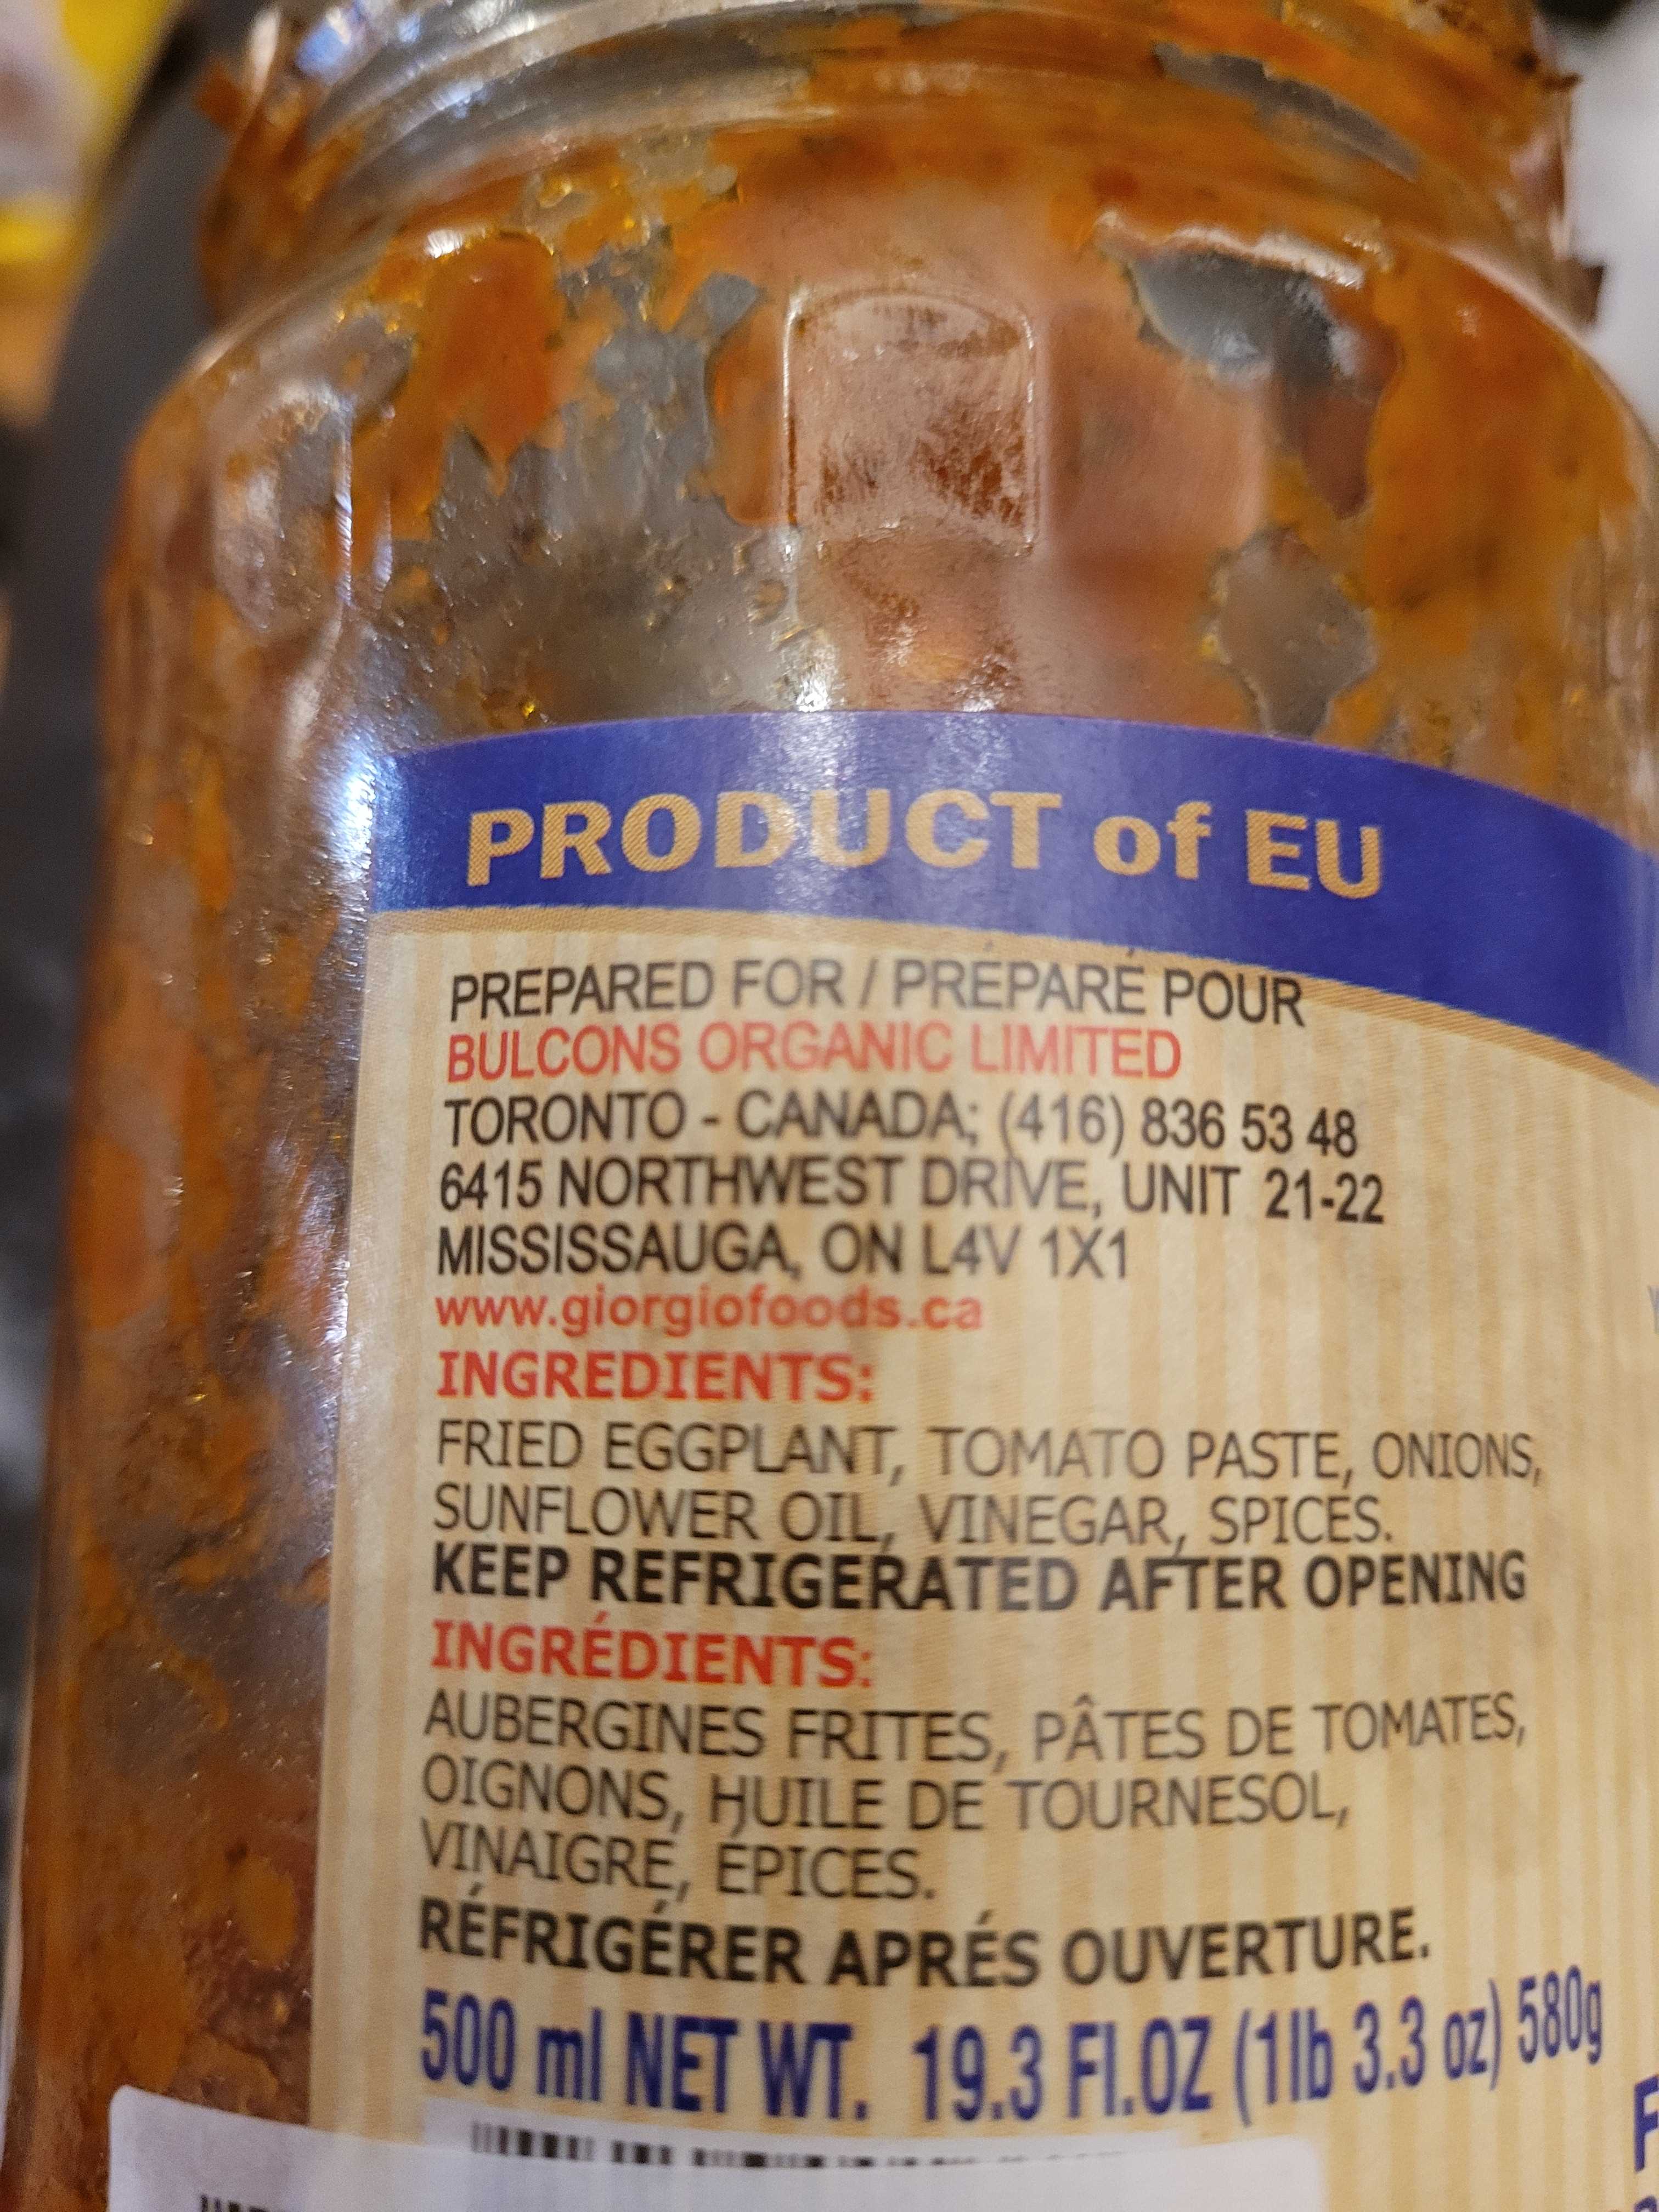 PRODUCT of EU
PREPARED FOR / PRÉPARÉ POUR
BULCONS ORGANIC LIMITED
TORONTO - CANADA; (416) 836 53 48
6415 NORTHWEST DRIVE, UNIT 21-22
MISSISSAUGA, ON L4V 1X1
www.giorgiofoods.ca
INGREDIENTS:
FRIED EGGPLANT, TOMATO PASTE, ONIONS,
SUNFLOWER OIL, VINEGAR, SPICES.
KEEP REFRIGERATED AFTER OPENING
INGRÉDIENTS:
AUBERGINES FRITES, PÂTES DE TOMATES,
OIGNONS, HUILE DE TOURNESOL,
VINAIGRE, ÉPICES.
RÉFRIGÉRER APRÉS OUVERTURE.
500 ml NET WT. 19.3 Fl.OZ (1lb 3.3 oz) 580g